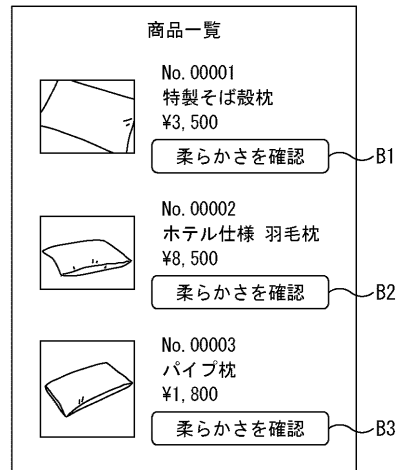 商品一覧
No. 00001
特製そば殻枕
¥3,500
柔らかさを確認
B1
No. 00002
ホテル仕様 羽毛枕
¥8,500
柔らかさを確認
B2
No. 00003
パイプ枕
¥1,800
柔らかさを確認
B3